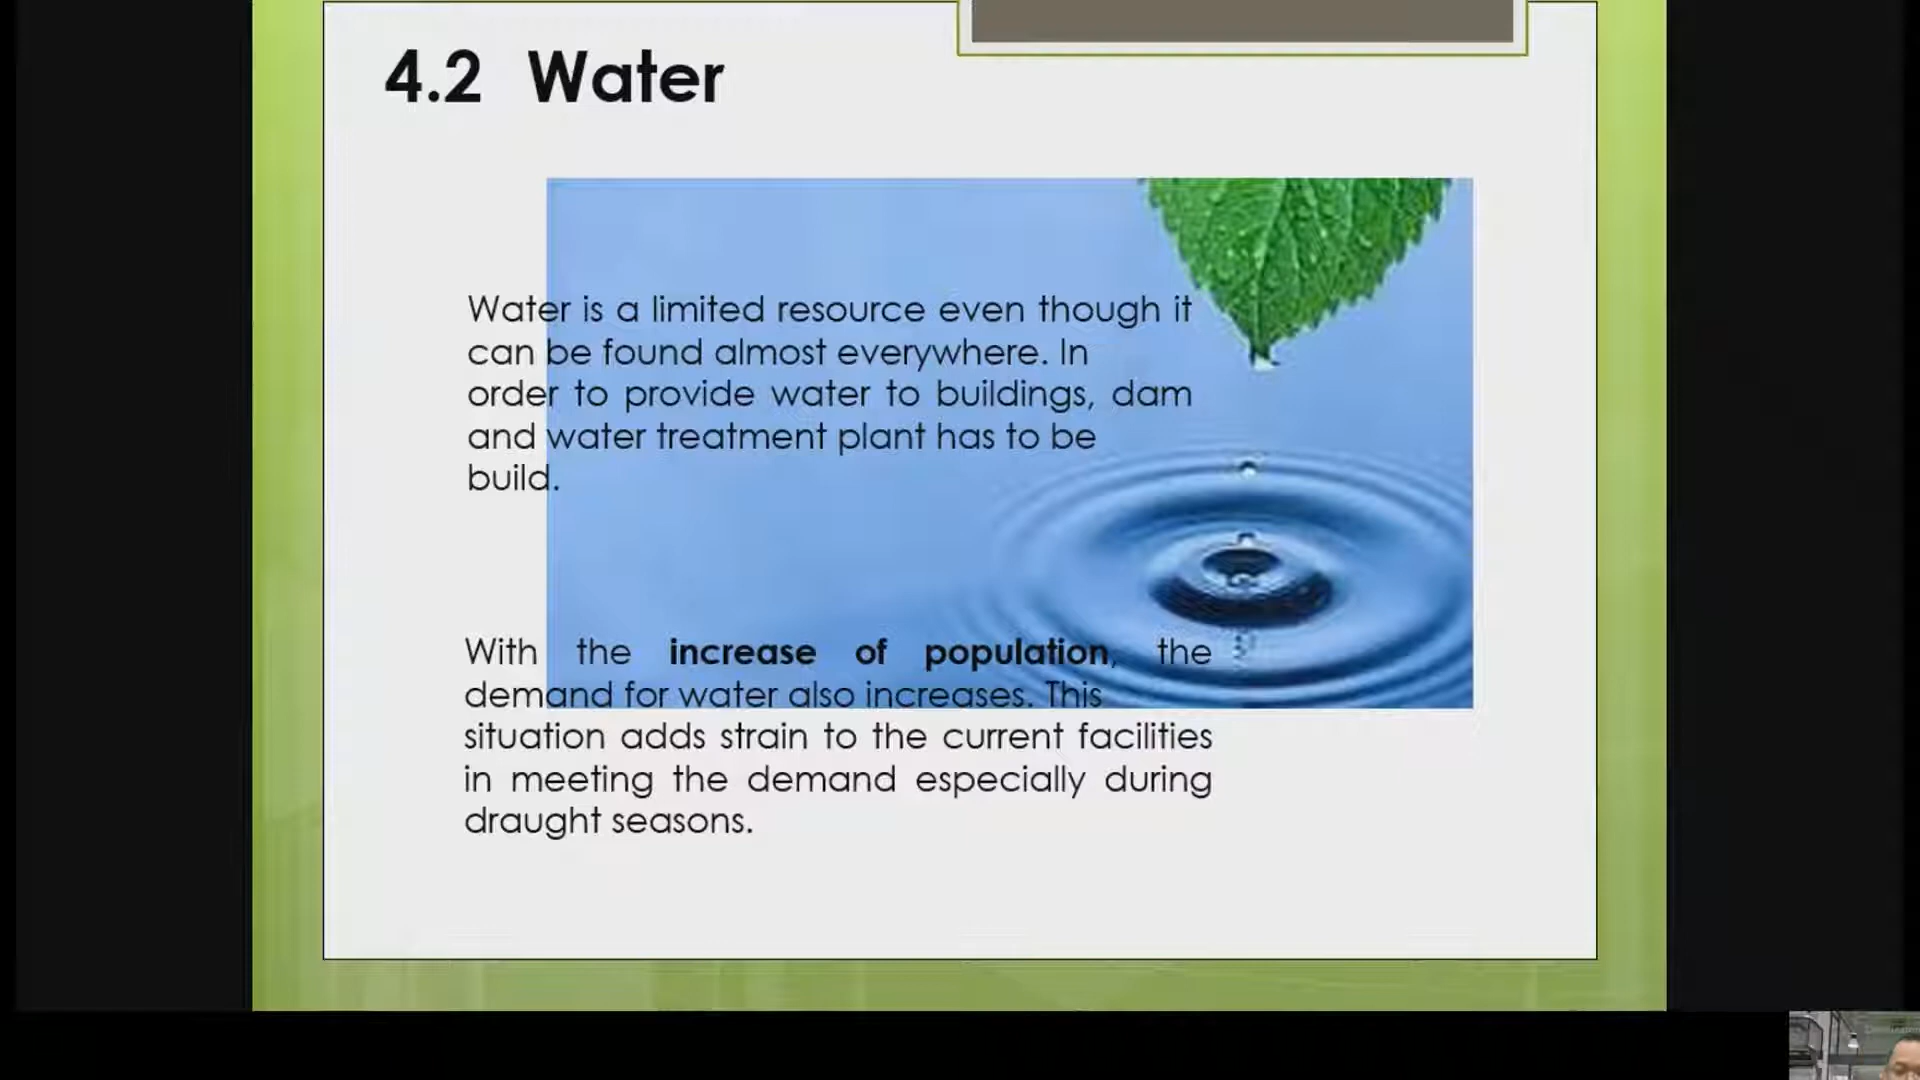 4.2 Water
Water is a limited resource even though it
can be found almost everywhere. In
order to provide water to buildings, dam
and water treatment plant has to be
build.
With the increase of population, the
demand for water also increases. This
situation adds strain to the current facilities
in meeting the demand especially during
draught seasons.